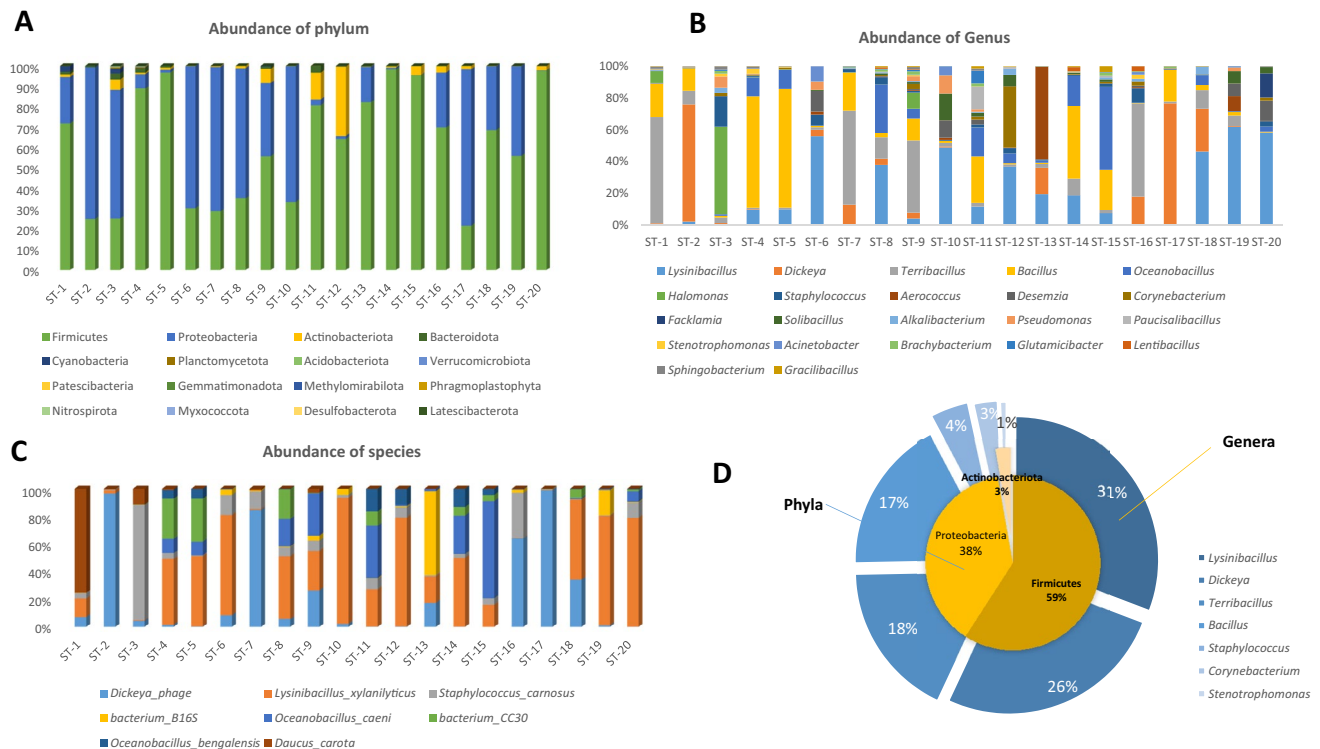 A
Abundance of phylum
100%
90%
80%
70%
60%
50%
40%
30%
20%
10%
0%
ST-1 ST-2 ST-3 ST-4 ST-5 ST-6 ST-7 ST-8 ST-9 ST-10 ST-11 ST-12 ST-13 ST-14 ST-15 ST-16 ST-17 ST-18 ST-19 ST-20
Firmicutes Proteobacteria Actinobacteriota Bacteroidota
Cyanobacteria Planctomycetota Acidobacteriota Verrucomicrobiota
Patescibacteria Gemmatimonadota Methylomirabilota Phragmoplastophyta
Nitrospirota Myxococcota Desulfobacterota Latescibacterota
B
Abundance of Genus
100%
80%
60%
40%
20%
0%
ST-1 ST-2 ST-3 ST-4 ST-5 ST-6 ST-7 ST-8 ST-9 ST-10 ST-11 ST-12 ST-13 ST-14 ST-15 ST-16 ST-17 ST-18 ST-19 ST-20
Lysinibacillus Dickeya Terribacillus Bacillus Oceanobacillus
Halomonas Staphylococcus Aerococcus Desemzia Corynebacterium
Facklamia Solibacillus Alkalibacterium Pseudomonas Paucisalibacillus
Stenotrophomonas Acinetobacter Brachybacterium Glutamicibacter Lentibacillus
Sphingobacterium Gracilibacillus
C
Abundance of species
100%
80%
60%
40%
20%
0%
ST-1 ST-2 ST-3 ST-4 ST-5 ST-6 ST-7 ST-8 ST-9 ST-10 ST-11 ST-12 ST-13 ST-14 ST-15 ST-16 ST-17 ST-18 ST-19 ST-20
Dickeya_phage Lysinibacillus_xylanilyticus Staphylococcus_carnosus
bacterium_B16S Oceanobacillus_caeni bacterium_CC30
Oceanobacillus_bengalensis Daucus_carota
D
Genera
Phyla
4%
3%
1%
31%
17%
18%
26%
Actinobacteriota
3%
Proteobacteria
38%
Firmicutes
59%
Lysinibacillus
Dickeya
Terribacillus
Bacillus
Staphylococcus
Corynebacterium
Stenotrophomonas